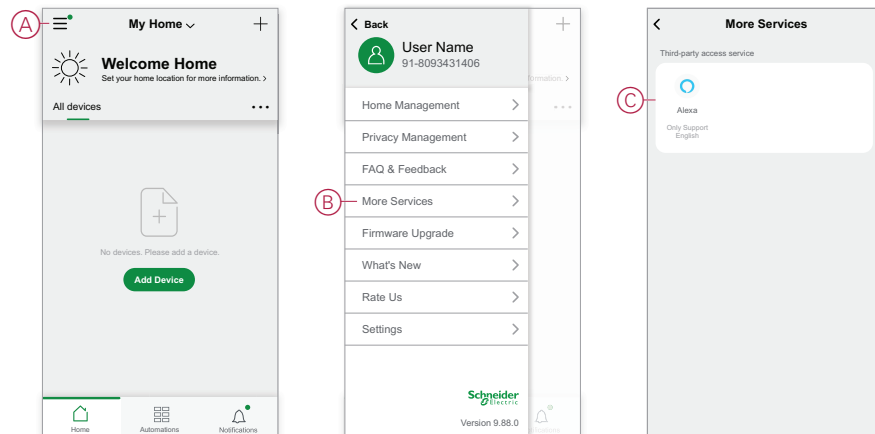 A
My Home
Welcome Home
Set your home location for more information. >
All devices
No devices. Please add a device.
Add Device
Home
Automations
Notifications
Back
User Name
91-8093431406
Home Management
Privacy Management
FAQ & Feedback
B
More Services
Firmware Upgrade
What's New
Rate Us
Settings
Schneider
Electric
Version 9.88.0
More Services
Third-party access service
C
Alexa
Only Support
English